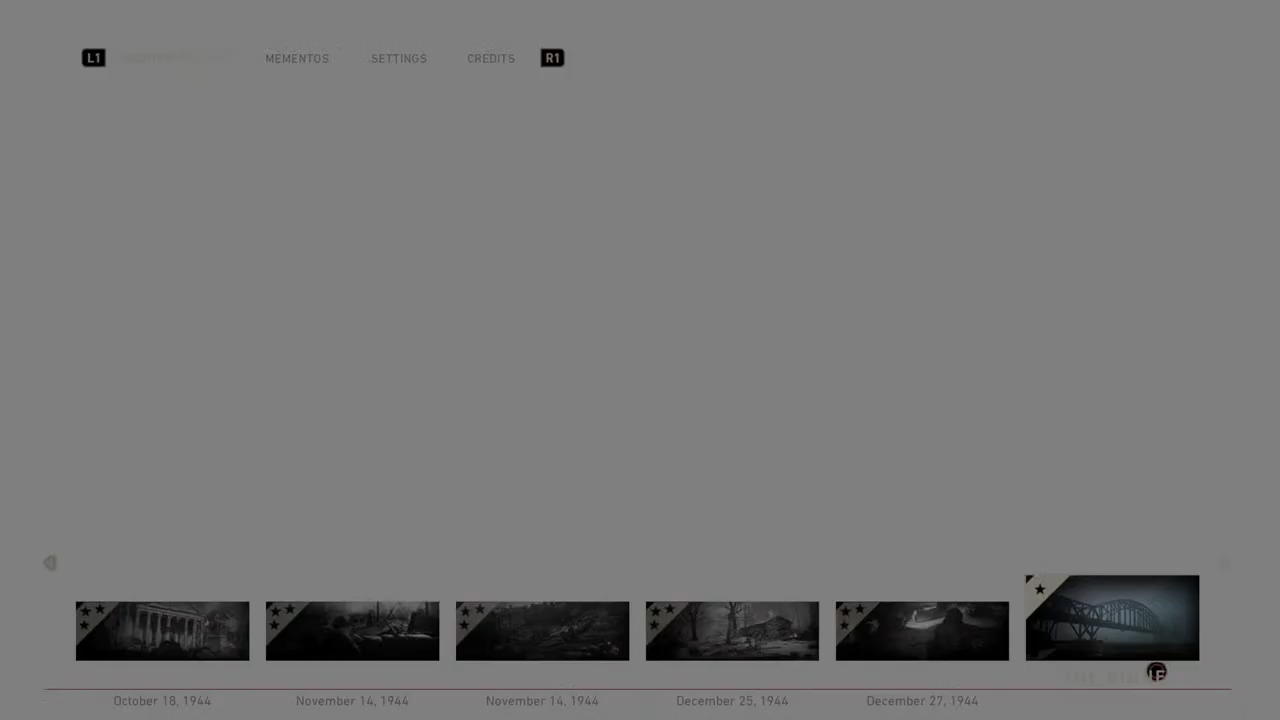 L1 MEMENTOS SETTINGS CREDITS R1
October 18, 1944 November 14, 1944 November 14, 1944 December 25, 1944 December 27, 1944